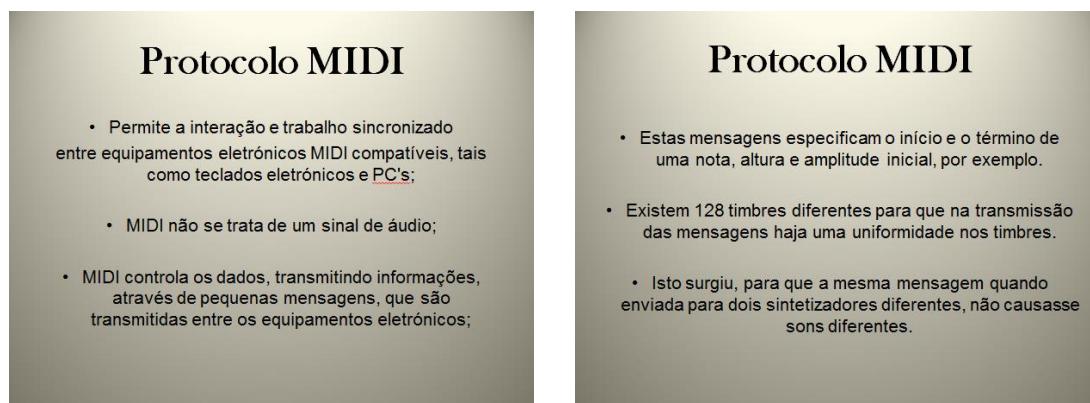 Protocolo MIDI
• Permite a interação e trabalho sincronizado
entre equipamentos eletrónicos MIDI compatíveis, tais
como teclados eletrónicos e PC's;
• MIDI não se trata de um sinal de áudio;
• MIDI controla os dados, transmitindo informações,
através de pequenas mensagens, que são
transmitidas entre os equipamentos eletrónicos;
Protocolo MIDI
• Estas mensagens especificam o início e o término de
uma nota, altura e amplitude inicial, por exemplo.
• Existem 128 timbres diferentes para que na transmissão
das mensagens haja uma uniformidade nos timbres.
• Isto surgiu, para que a mesma mensagem quando
enviada para dois sintetizadores diferentes, não causasse
sons diferentes.